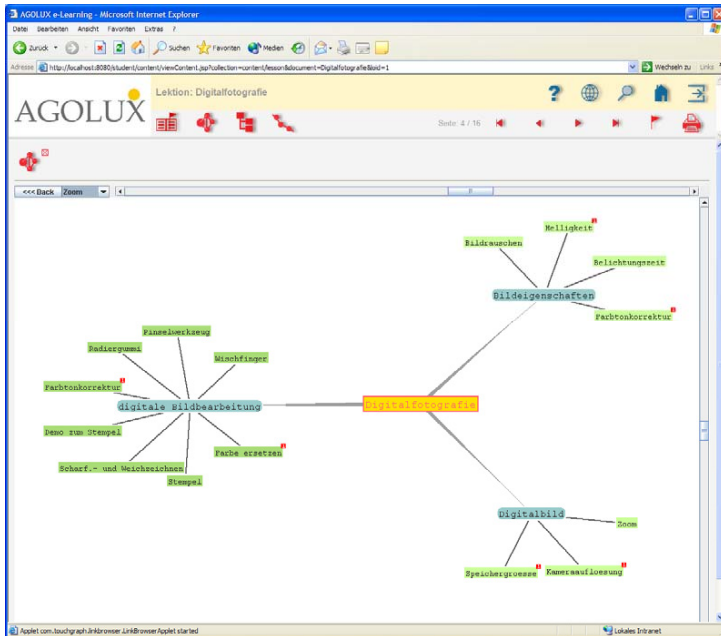 AGOLUX e-Learning - Microsoft Internet Explorer
Datei Bearbeiten Ansicht Favoriten Extras ?
Zurück Suchen Favoriten Medien
Adresse http://localhost:8080/student/content/viewContent.jsp?collection=content/lesson&document=Digitalfotografie&loid=1 Wechseln zu Links
AGOLUX
Lektion: Digitalfotografie
Seite: 4 / 16
<<< Back Zoom
Helligkeit
Bildrauschen
Belichtungszeit
Bildeigenschaften
Farbtonkorrektur
Pinselwerkzeug
Radiergummi
Wischfinger
Farbtonkorrektur
digitale Bildbearbeitung
Digitalfotografie
Demo zum Stempel
Farbe ersetzen
Scharf.- und Weichzeichnen
Stempel
Digitalbild
Zoom
Speichergroesse
Kameraaufloesung
Applet com.touchgraph.linkbrowser.LinkBrowserApplet started
Lokales Intranet